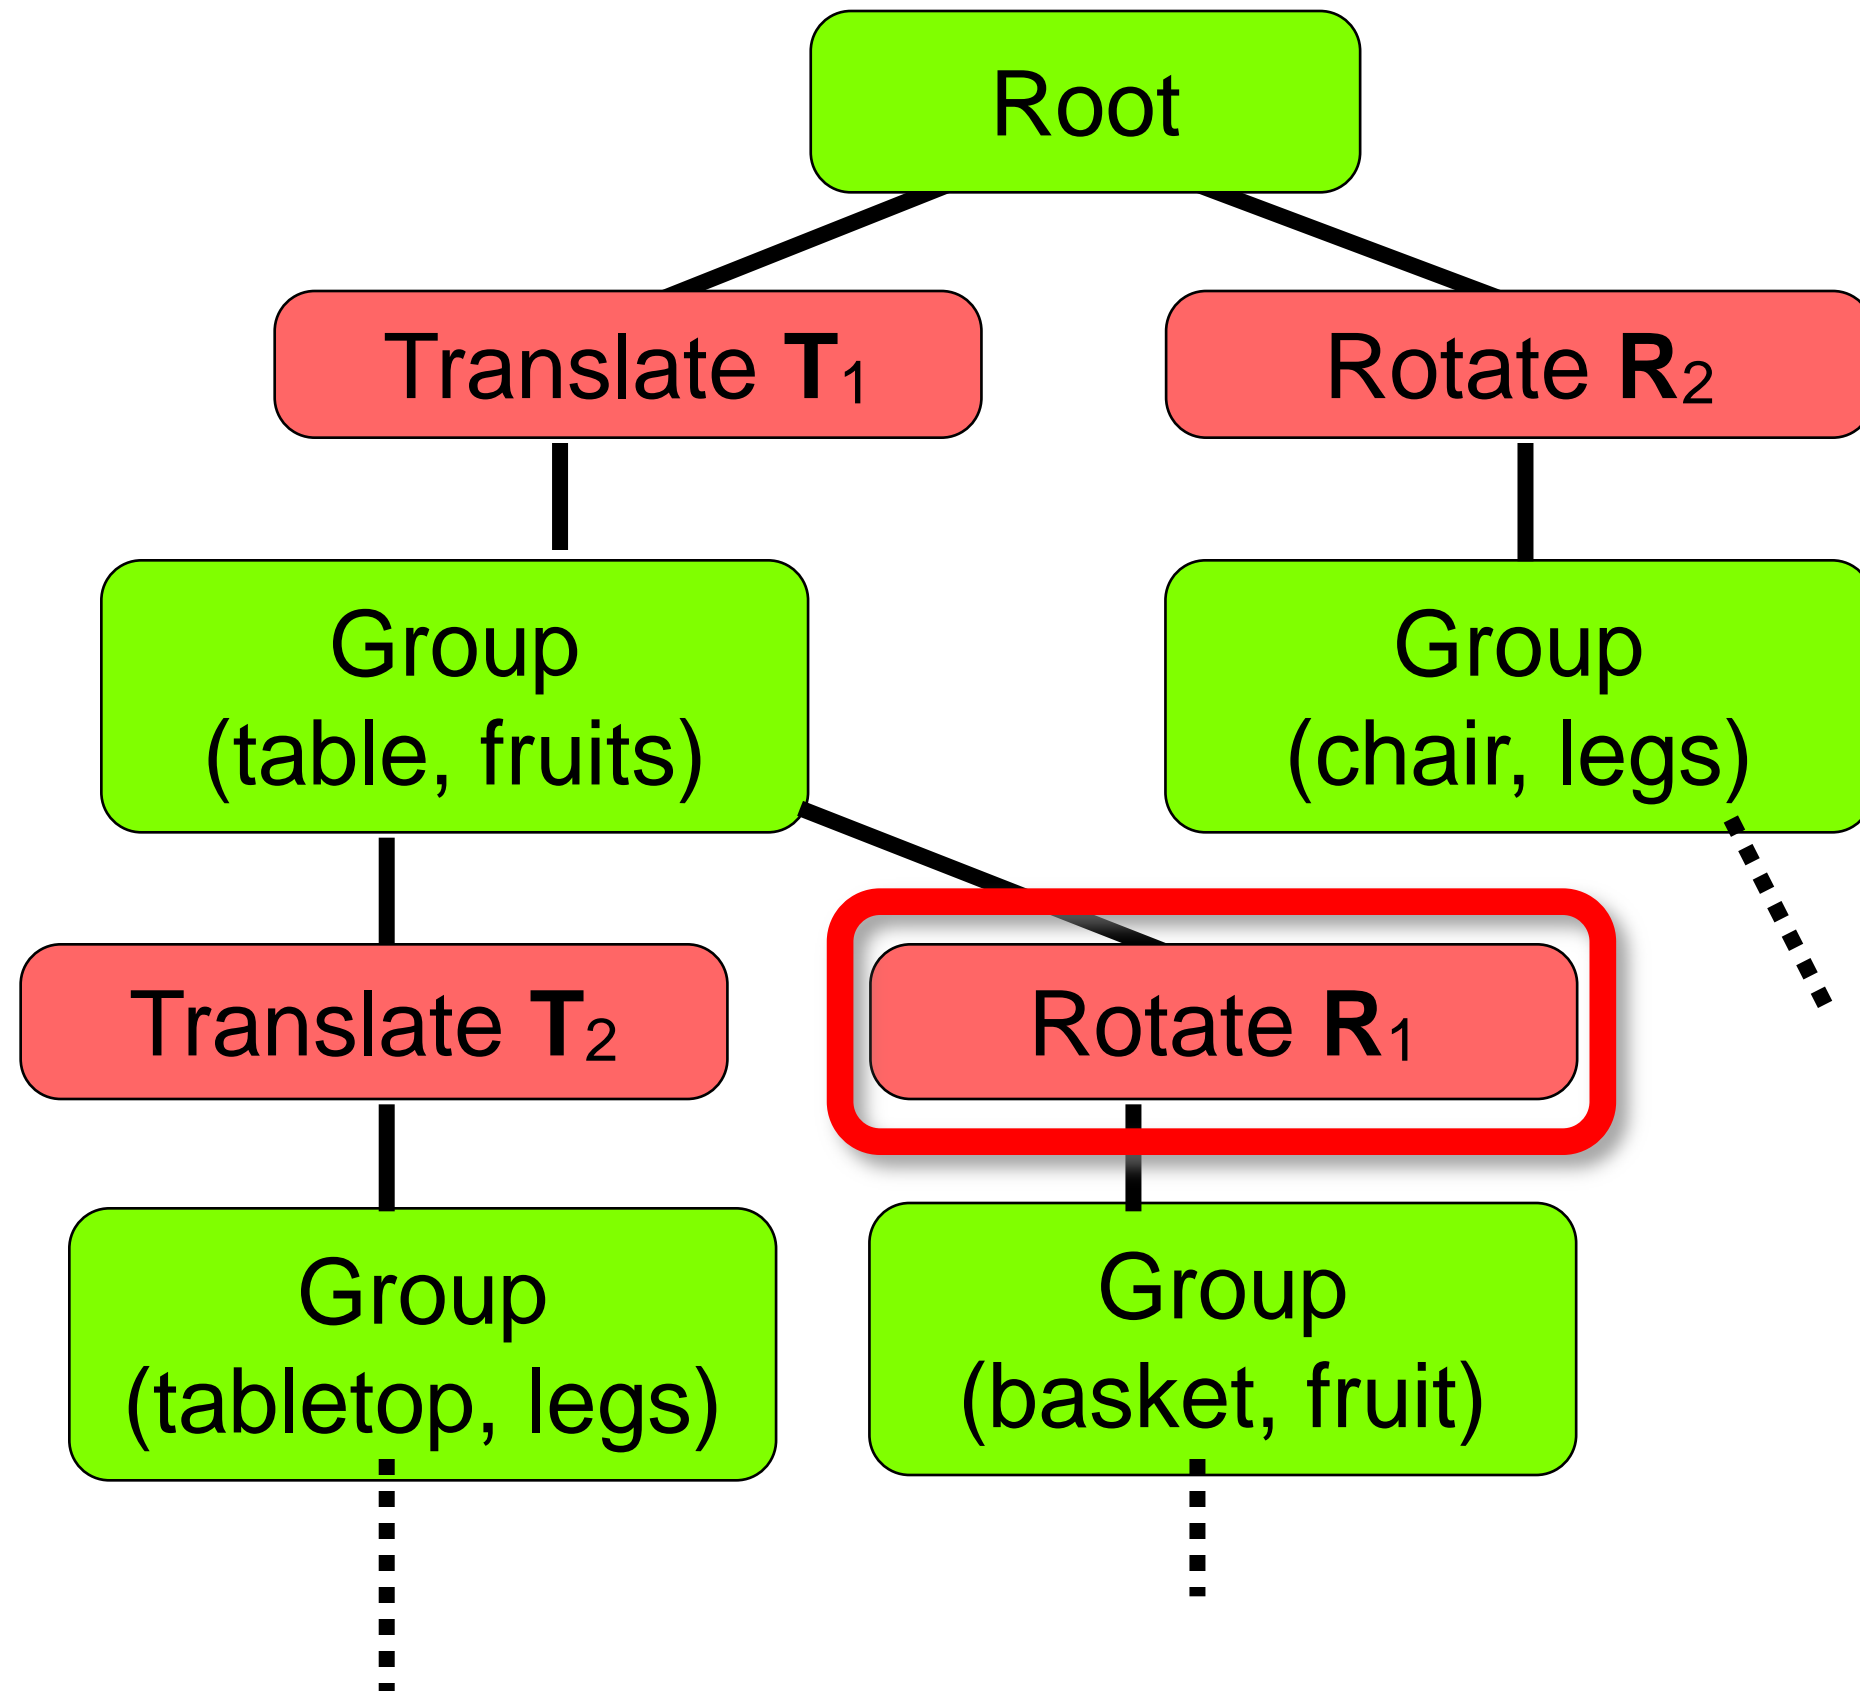 Root
Translate T₁
Rotate R₂
Group
(table, fruits)
Group
(chair, legs)
Translate T₂
Rotate R₁
Group
(tabletop, legs)
Group
(basket, fruit)